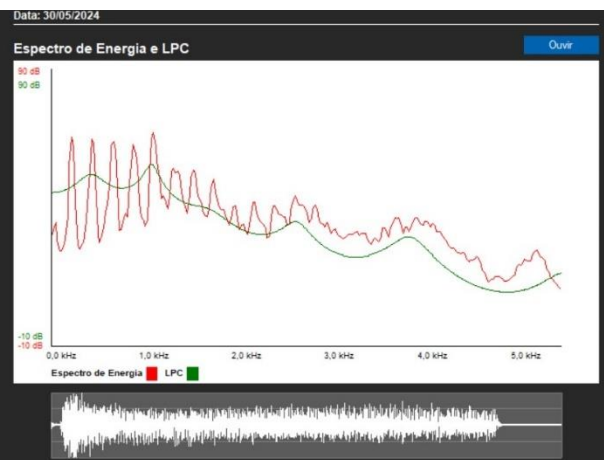 Data: 30/05/2024
Espectro de Energia e LPC
Ouvir
90 dB
90 dB
-10 dB
-10 dB
0,0 kHz 1,0 kHz 2,0 kHz 3,0 kHz 4,0 kHz 5,0 kHz
Espectro de Energia LPC